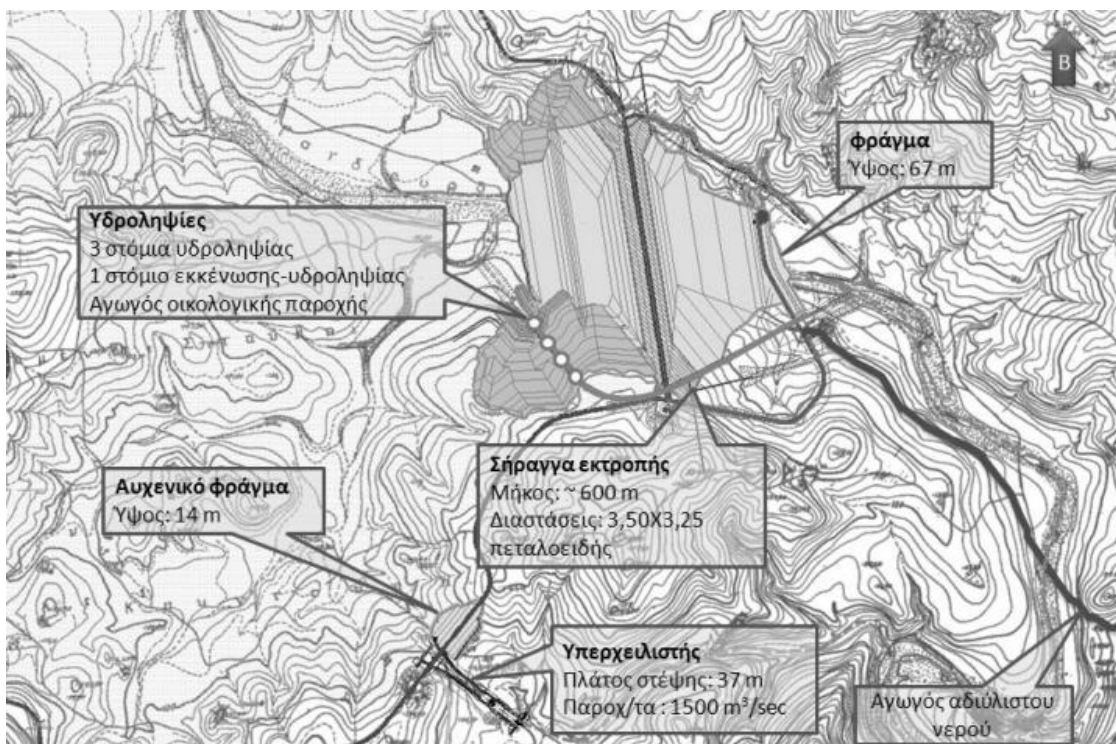 B
φράγμα
Ύψος: 67 m
Υδροληψίες
3 στόμια υδροληψίας
1 στόμιο εκκένωσης-υδροληψίας
Αγωγός οικολογικής παροχής
Σήραγγα εκτροπής
Μήκος: ~ 600 m
Διαστάσεις: 3,50X3,25
πεταλοειδής
Αυχενικό φράγμα
Ύψος: 14 m
Υπερχειλιστής
Πλάτος στέψης: 37 m
Παροχ/τα : 1500 m³/sec
Αγωγός αδιύλιστου
νερού